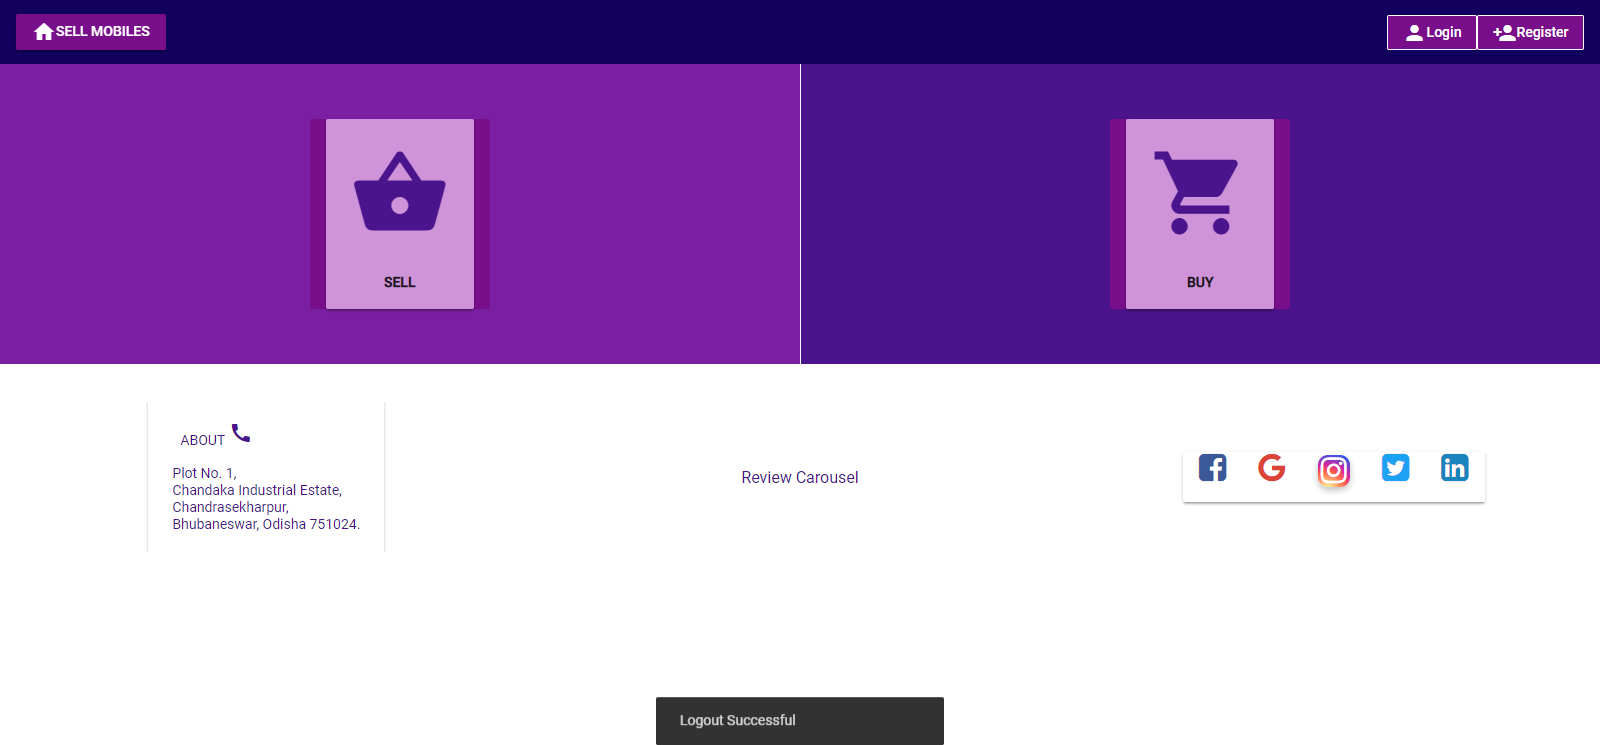 SELL MOBILES
Login
Register
SELL
BUY
ABOUT
Plot No. 1,
Chandaka Industrial Estate,
Chandrasekharpur,
Bhubaneswar, Odisha 751024.
Review Carousel
Logout Successful